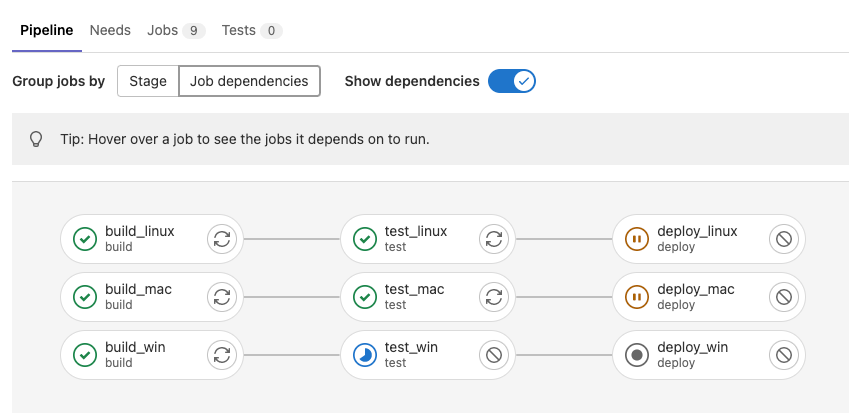 Pipeline Needs Jobs 9 Tests 0
Group jobs by Stage Job dependencies Show dependencies
Tip: Hover over a job to see the jobs it depends on to run.
build_linux test_linux deploy_linux
build test deploy
build_mac test_mac deploy_mac
build test deploy
build_win test_win deploy_win
build test deploy